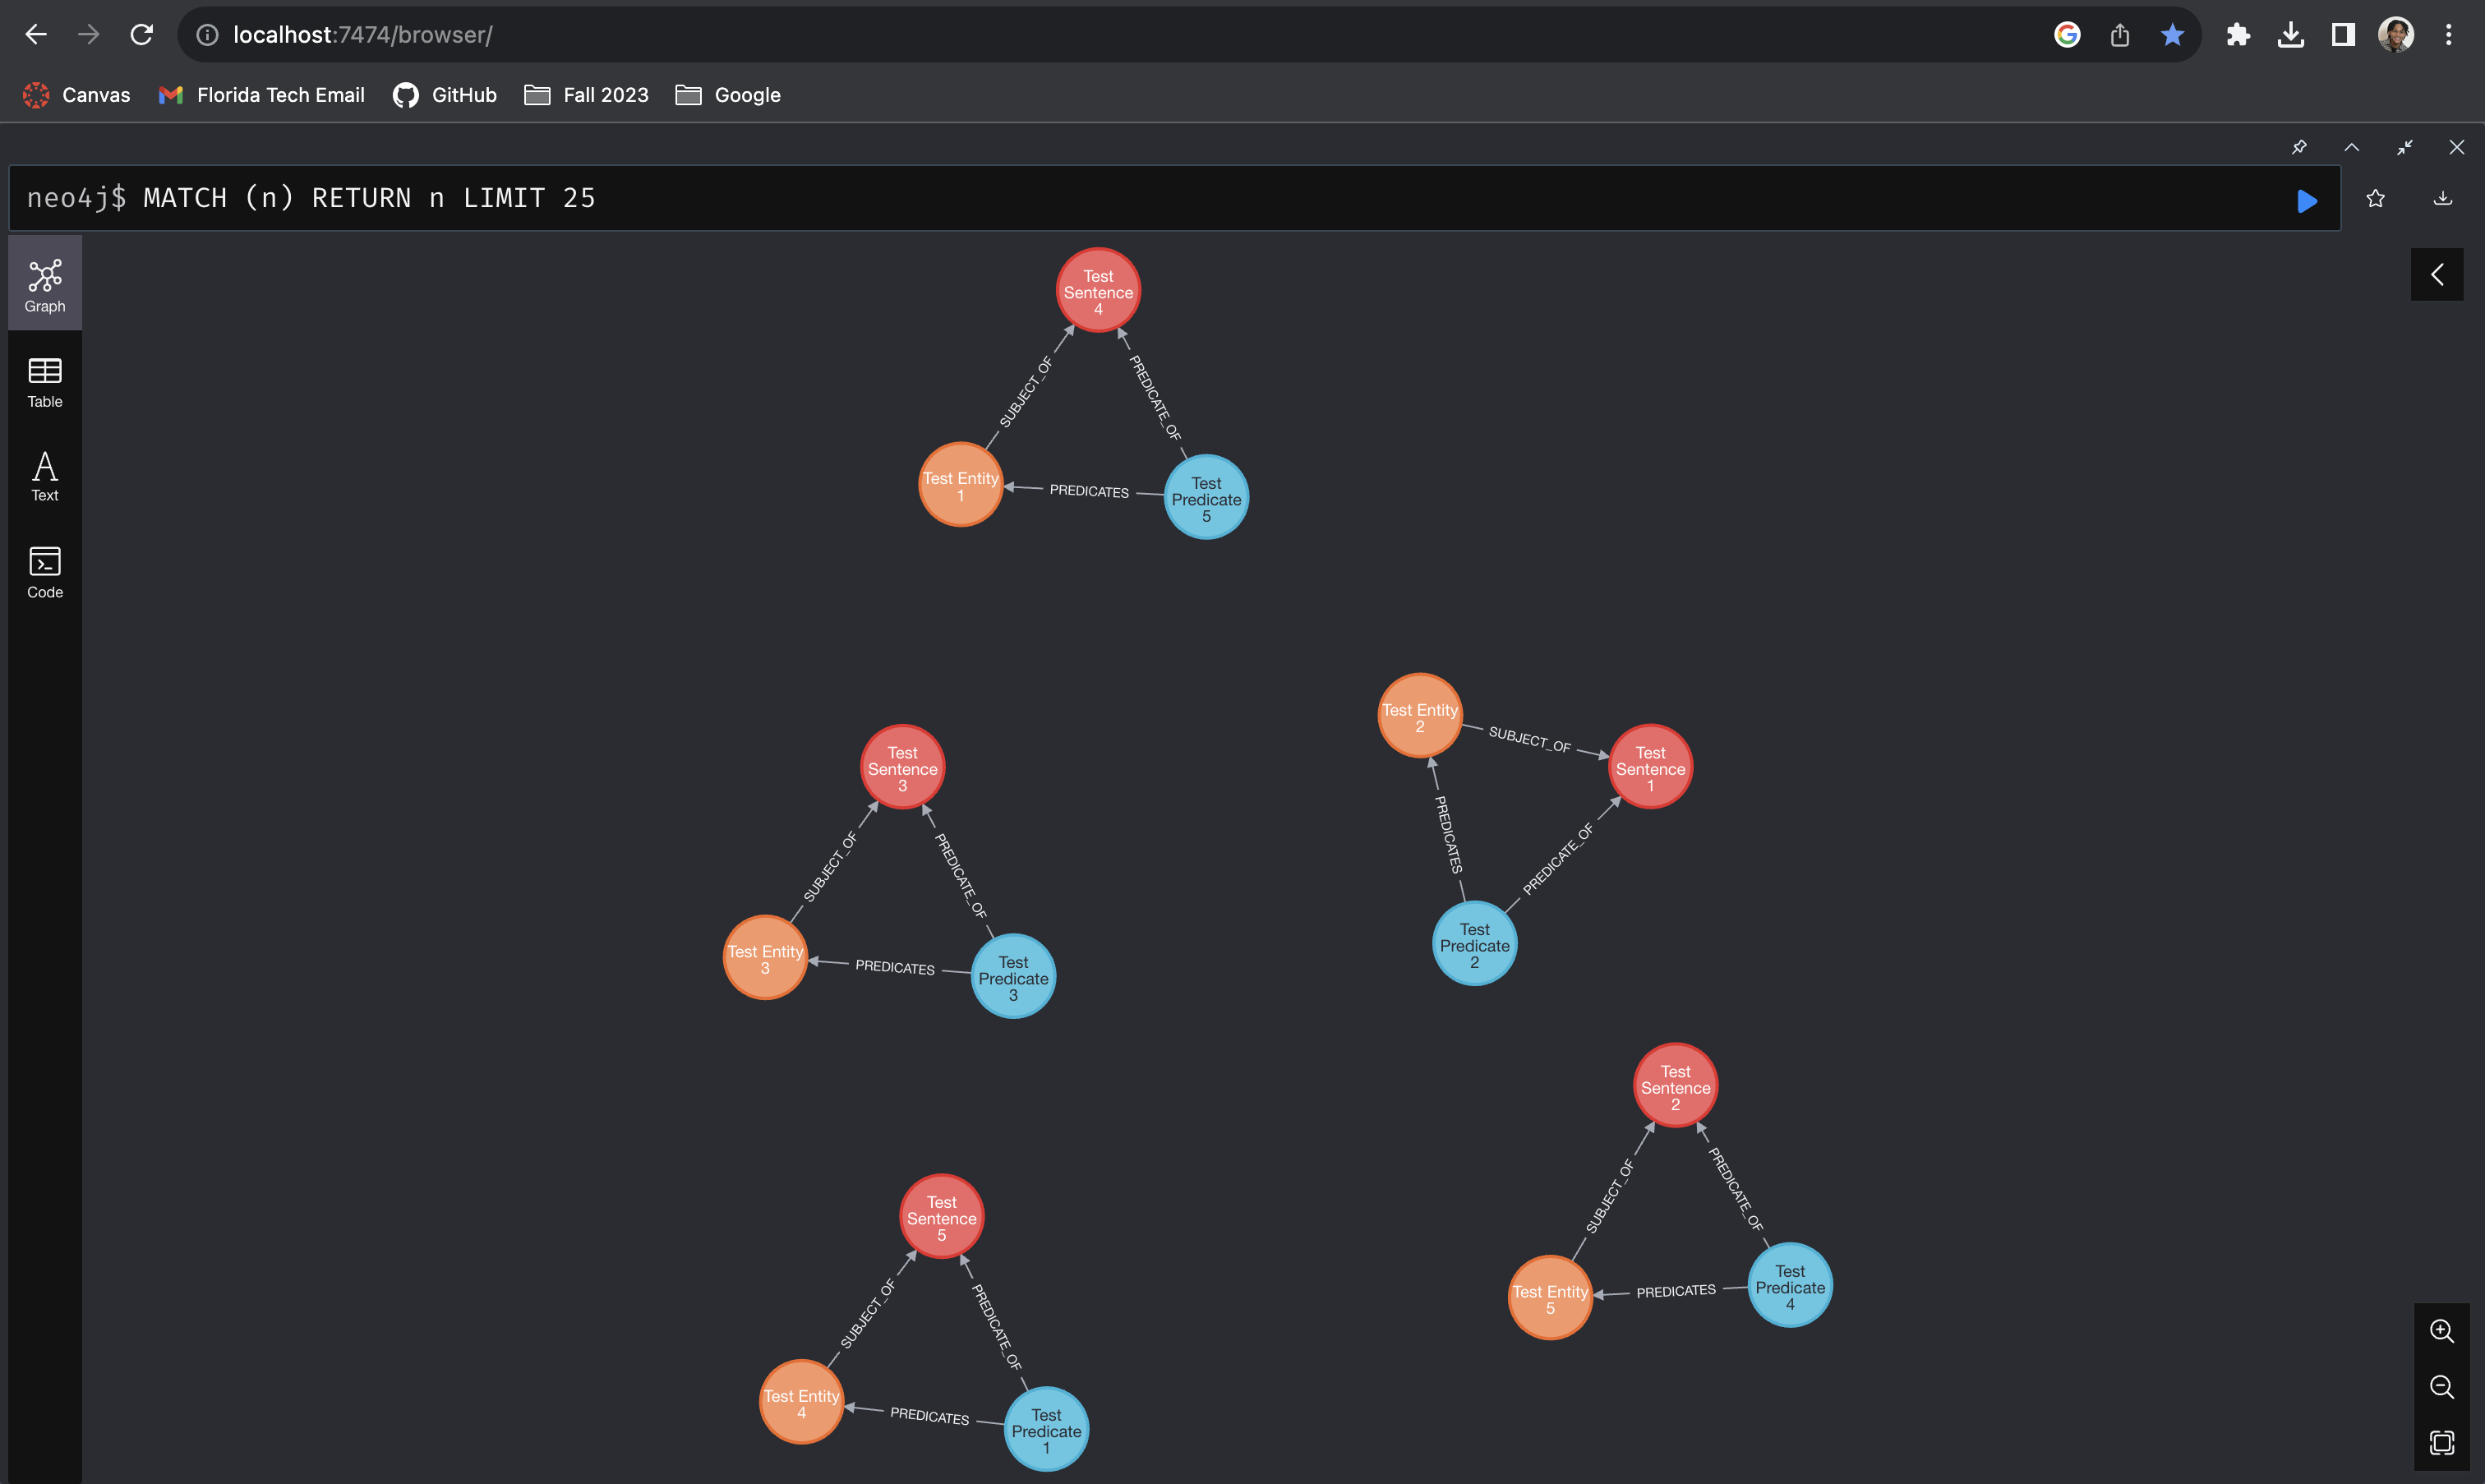 localhost:7474/browser/
Canvas
Florida Tech Email
GitHub
Fall 2023
Google
neo4j$ MATCH (n) RETURN n LIMIT 25
Graph
Table
Text
Code
Test
Sentence
4
SUBJECT_OF
PREDICATE_OF
Test Entity
1
PREDICATES
Test
Predicate
5
Test Entity
2
SUBJECT_OF
Test
Sentence
1
PREDICATES
PREDICATE_OF
Test
Predicate
2
Test
Sentence
3
SUBJECT_OF
PREDICATE_OF
Test Entity
3
PREDICATES
Test
Predicate
3
Test
Sentence
2
SUBJECT_OF
PREDICATE_OF
Test Entity
5
PREDICATES
Test
Predicate
4
Test
Sentence
5
SUBJECT_OF
PREDICATE_OF
Test Entity
4
PREDICATES
Test
Predicate
1